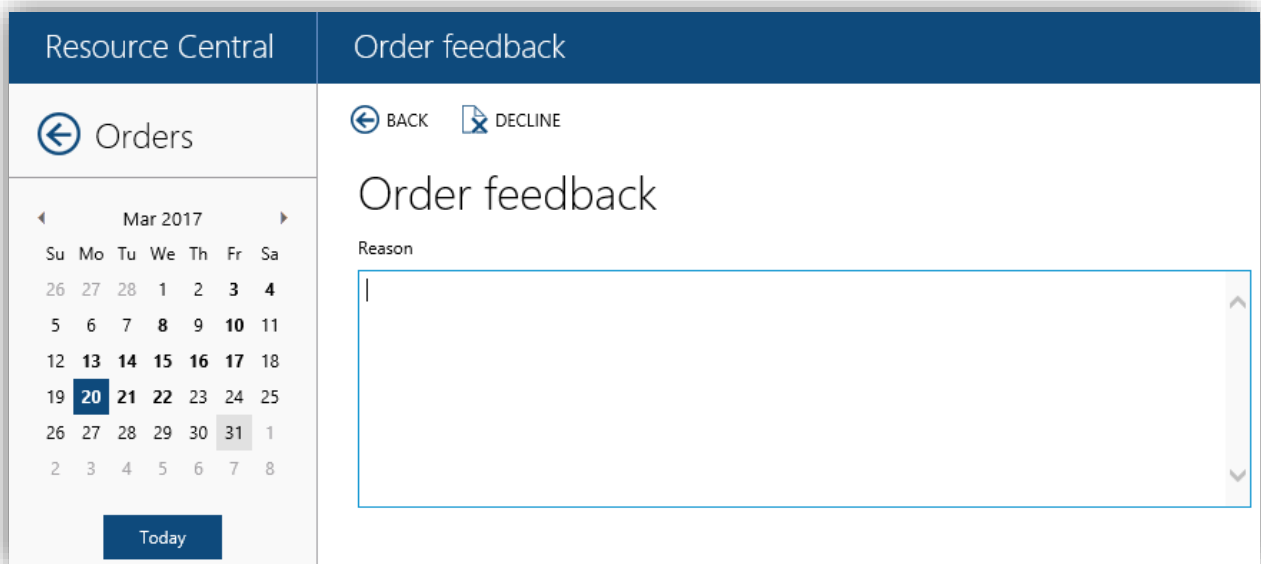 Resource Central
Order feedback
Orders
BACK
DECLINE
Order feedback
Reason
Mar 2017
Su Mo Tu We Th Fr Sa
26 27 28 1 2 3 4
5 6 7 8 9 10 11
12 13 14 15 16 17 18
19 20 21 22 23 24 25
26 27 28 29 30 31 1
2 3 4 5 6 7 8
Today